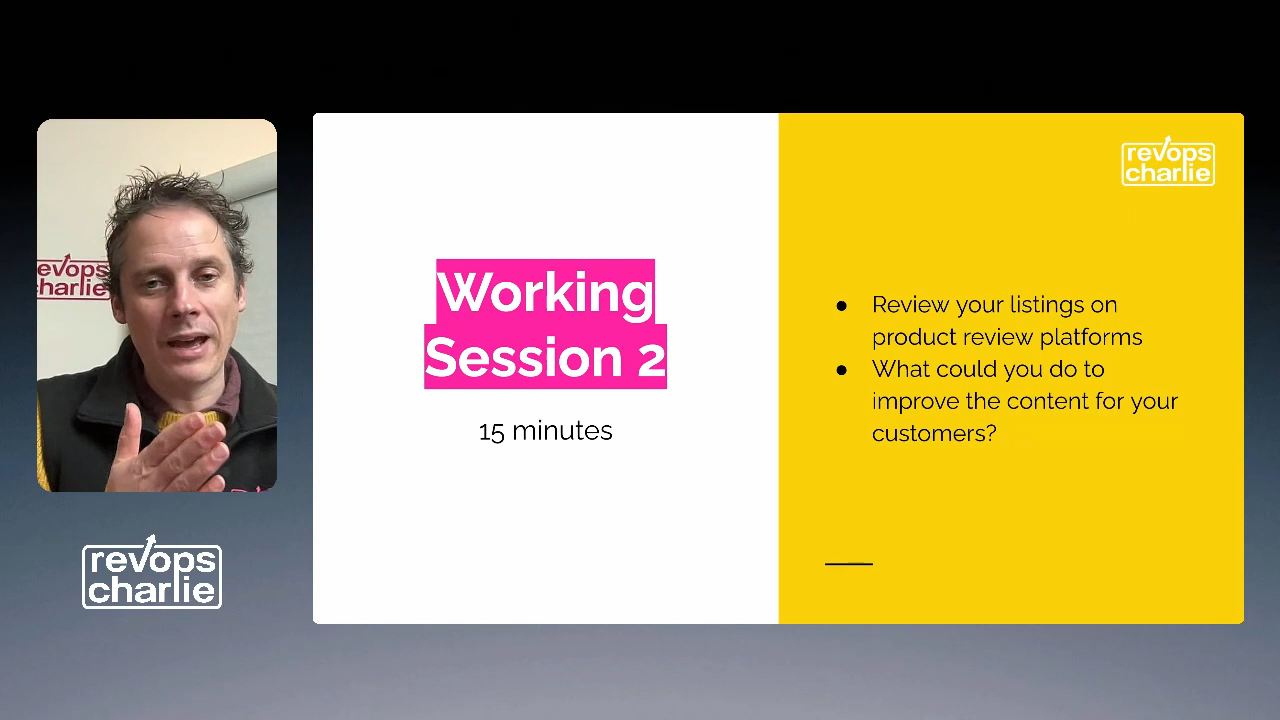 revops
charlie
revops
charlie
Working
Session 2
15 minutes
revops
charlie
● Review your listings on
product review platforms
● What could you do to
improve the content for your
customers?